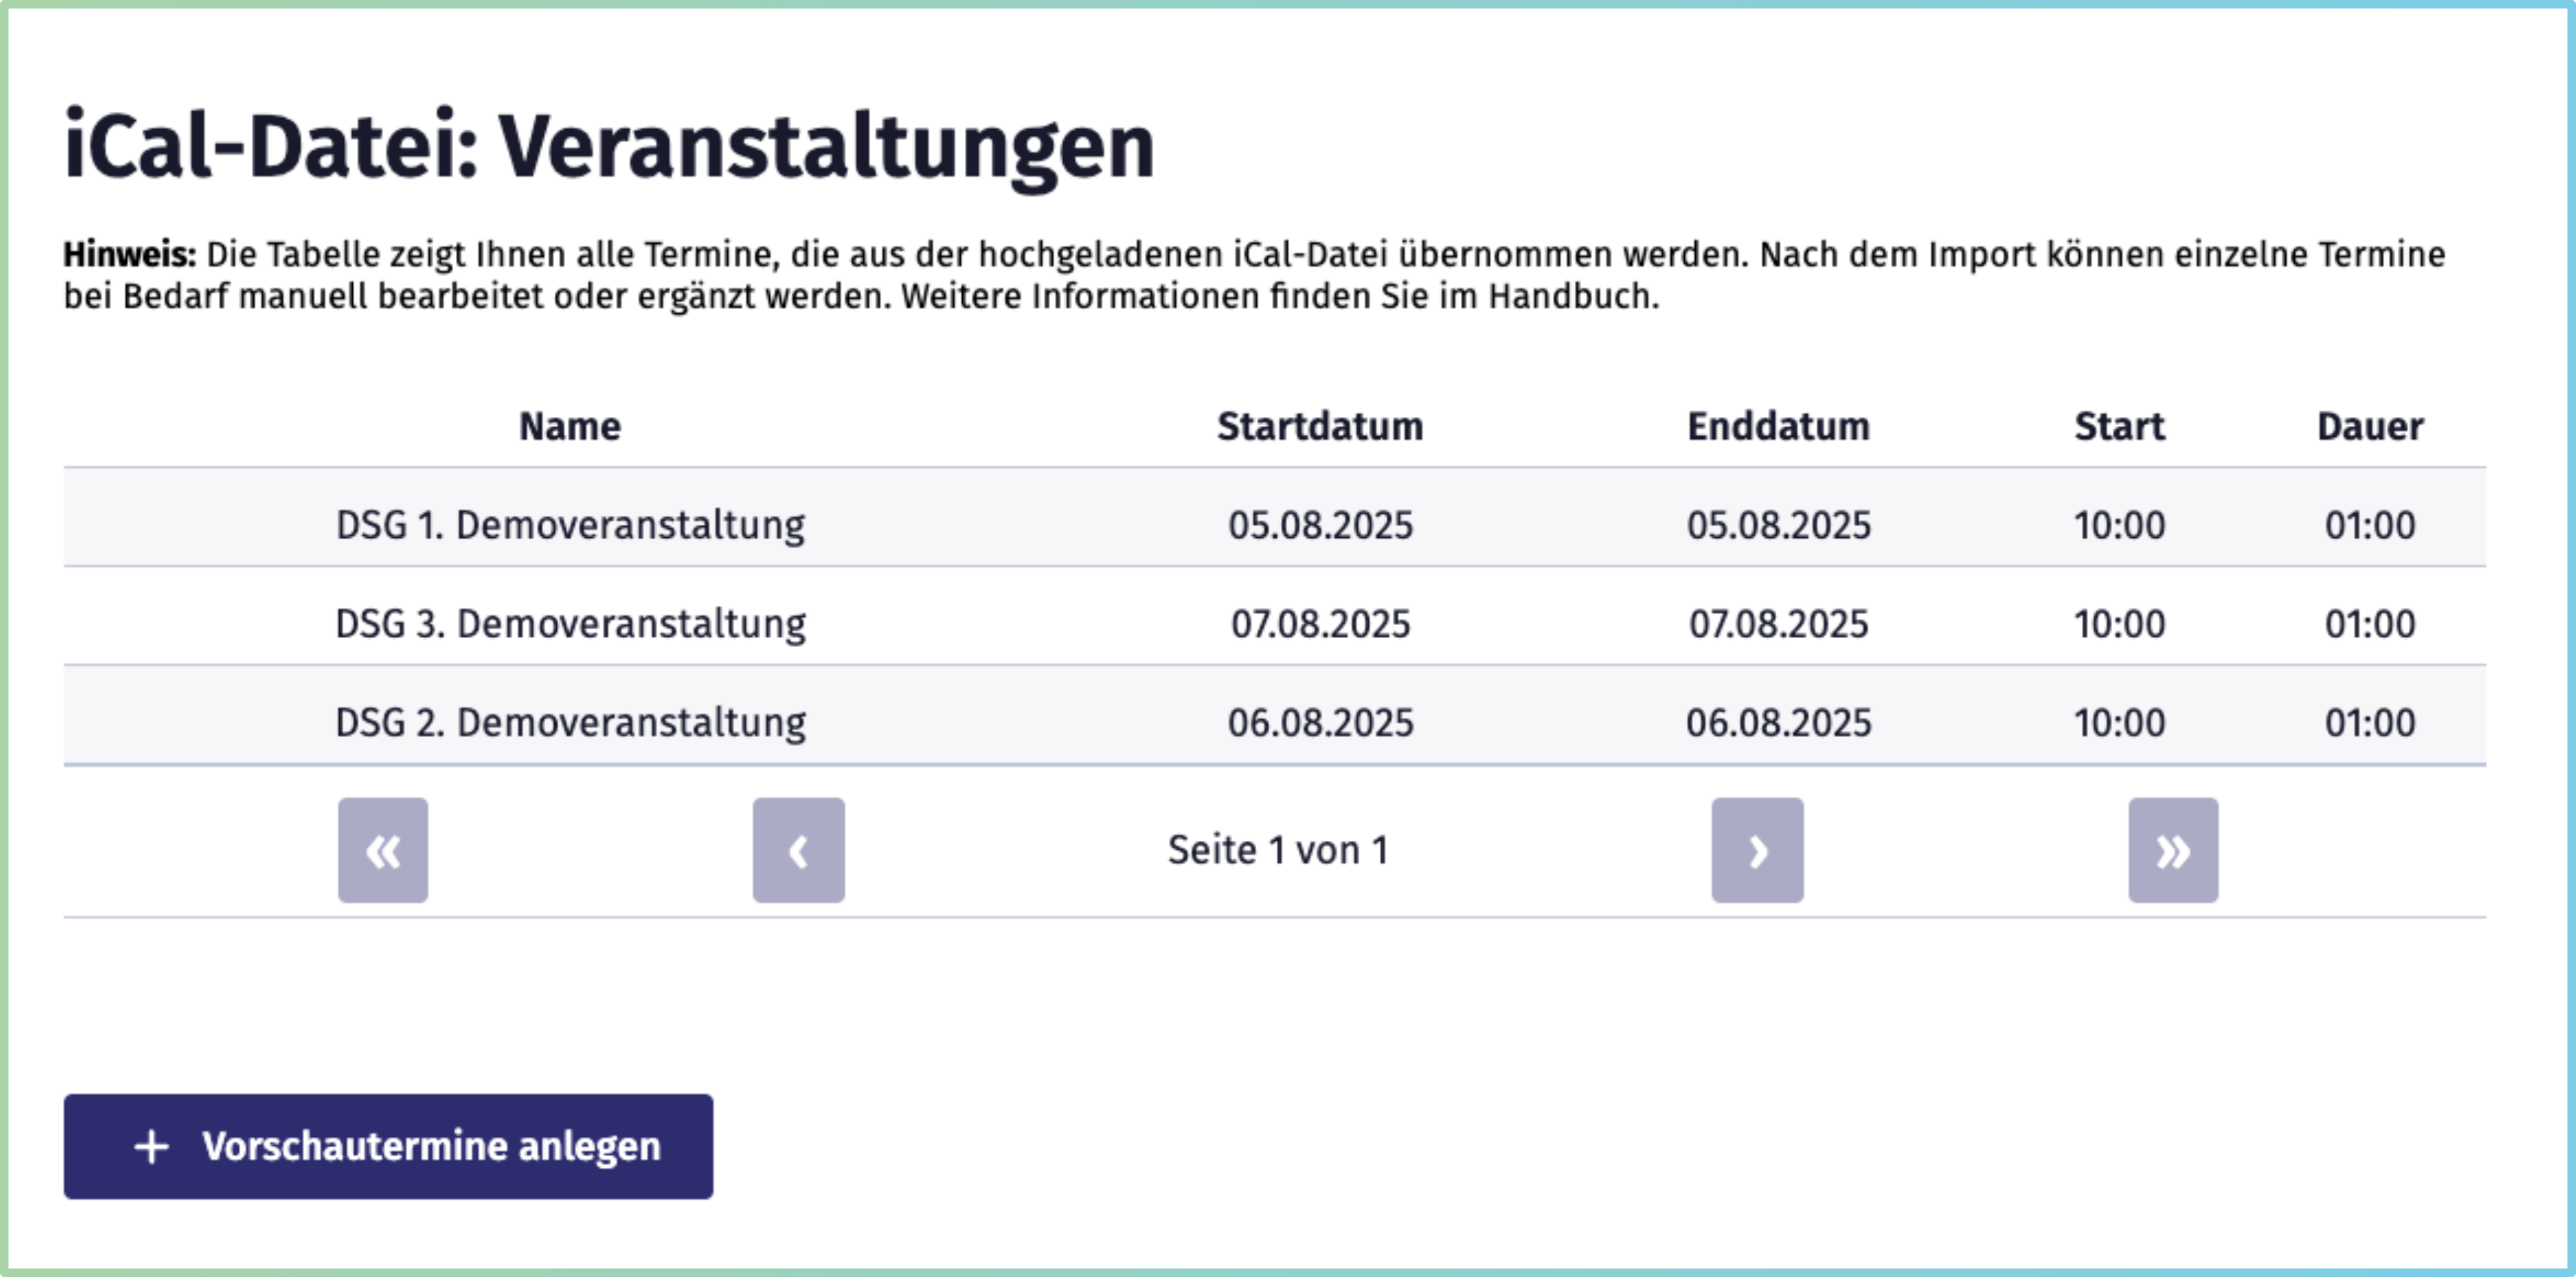 iCal-Datei: Veranstaltungen
Hinweis: Die Tabelle zeigt Ihnen alle Termine, die aus der hochgeladenen iCal-Datei übernommen werden. Nach dem Import können einzelne Termine
bei Bedarf manuell bearbeitet oder ergänzt werden. Weitere Informationen finden Sie im Handbuch.
Name Startdatum Enddatum Start Dauer
DSG 1. Demoveranstaltung 05.08.2025 05.08.2025 10:00 01:00
DSG 3. Demoveranstaltung 07.08.2025 07.08.2025 10:00 01:00
DSG 2. Demoveranstaltung 06.08.2025 06.08.2025 10:00 01:00
« ‹ Seite 1 von 1 › »
+ Vorschautermine anlegen